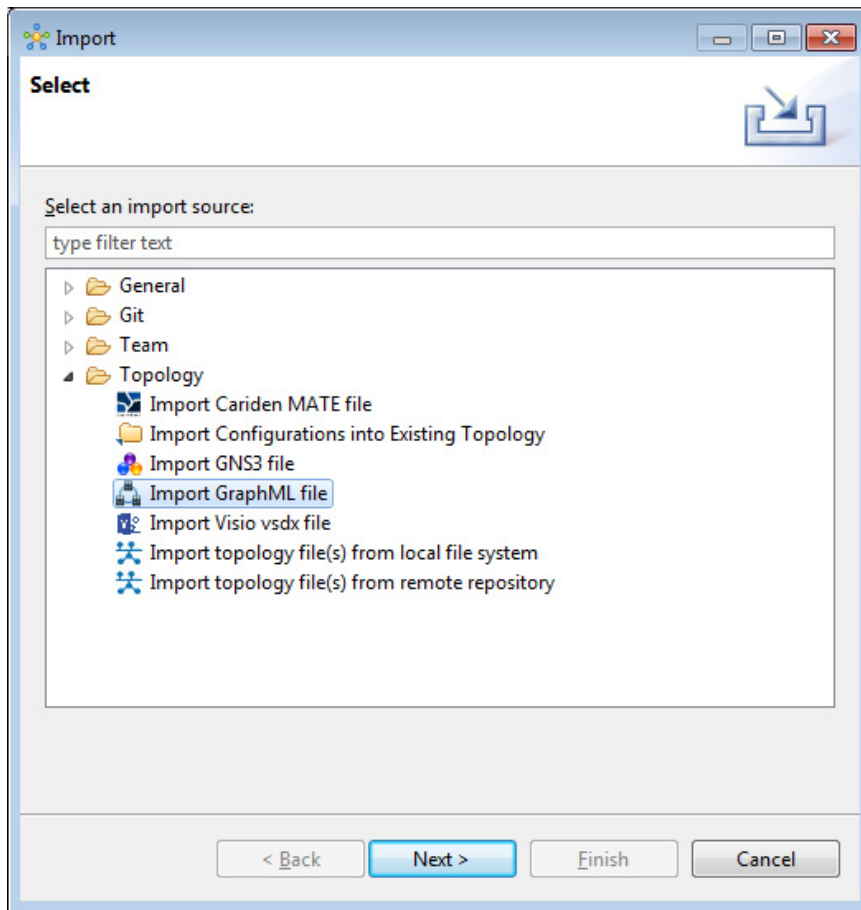 Import
Select
Select an import source:
type filter text
General
Git
Team
Topology
Import Cariden MATE file
Import Configurations into Existing Topology
Import GNS3 file
Import GraphML file
Import Visio vsdx file
Import topology file(s) from local file system
Import topology file(s) from remote repository
< Back Next > Finish Cancel